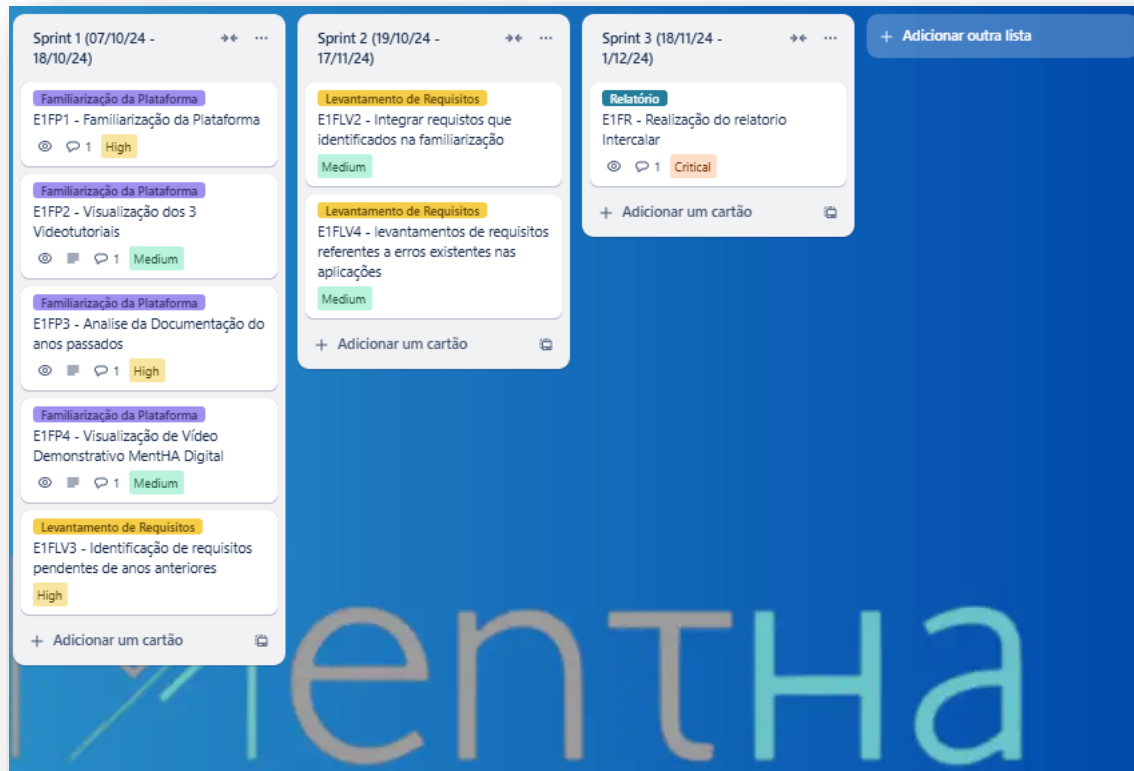 Sprint 1 (07/10/24 -
18/10/24)
Familiarização da Plataforma
E1FP1 - Familiarização da Plataforma
1 High
Familiarização da Plataforma
E1FP2 - Visualização dos 3
Videotutoriais
1 Medium
Familiarização da Plataforma
E1FP3 - Analise da Documentação do
anos passados
1 High
Familiarização da Plataforma
E1FP4 - Visualização de Vídeo
Demonstrativo MentHA Digital
1 Medium
Levantamento de Requisitos
E1FLV3 - Identificação de requisitos
pendentes de anos anteriores
High
+ Adicionar um cartão
Sprint 2 (19/10/24 -
17/11/24)
Levantamento de Requisitos
E1FLV2 - Integrar requistos que
identificados na familiarização
Medium
Levantamento de Requisitos
E1FLV4 - levantamentos de requisitos
referentes a erros existentes nas
aplicações
Medium
+ Adicionar um cartão
Sprint 3 (18/11/24 -
1/12/24)
Relatório
E1FR - Realização do relatorio
Intercalar
1 Critical
+ Adicionar um cartão
+ Adicionar outra lista
MentHa